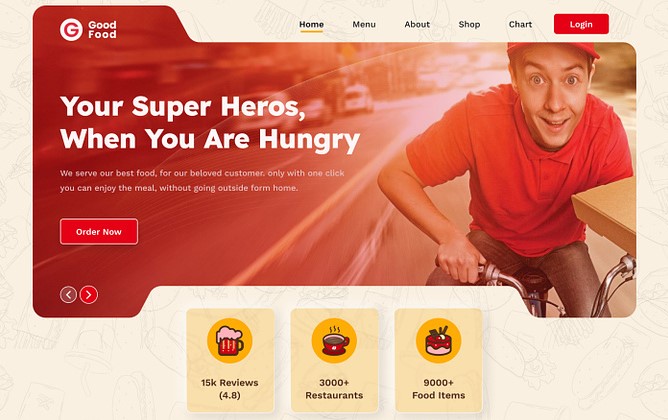 Good
Food
Home
Menu
About
Shop
Chart
Login
Your Super Heros,
When You Are Hungry
We serve our best food, for our beloved customer. only with one click
you can enjoy the meal, without going outside form home.
Order Now
15k Reviews
(4.8)
3000+
Restaurants
9000+
Food Items